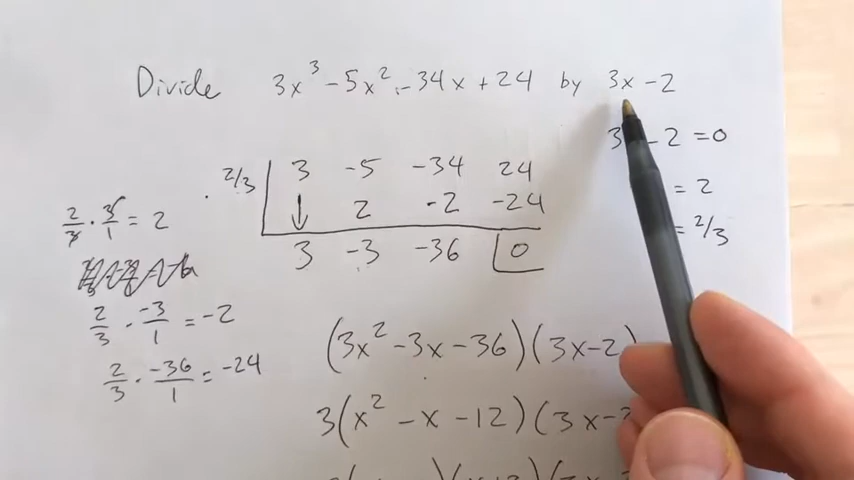 Divide 3x³ - 5x² - 34x + 24 by 3x - 2
3 - 2 = 0
2/3 3 -5 -34 24
= 2
2 -2 -24
2/3 · 3/1 = 2
= 2/3
3 -3 -36 0
2/3 · -3/1 = -2
(3x² - 3x - 36)(3x - 2)
2/3 · -36/1 = -24
3(x² - x - 12)(3x -